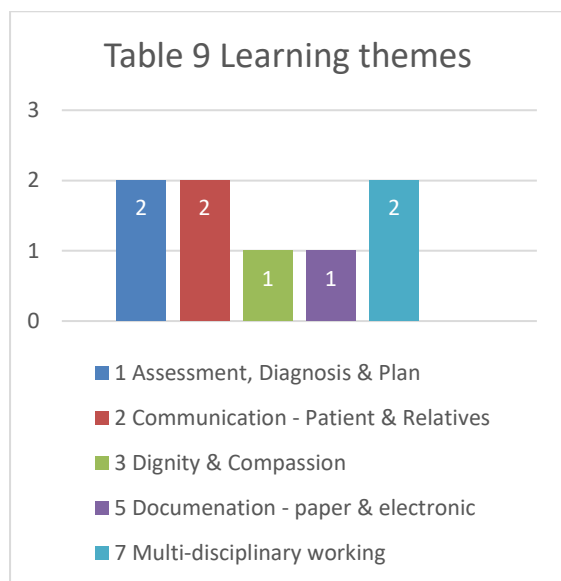 Table 9 Learning themes
3
2
1
0
2
2
1
1
2
1 Assessment, Diagnosis & Plan
2 Communication - Patient & Relatives
3 Dignity & Compassion
5 Documenation - paper & electronic
7 Multi-disciplinary working